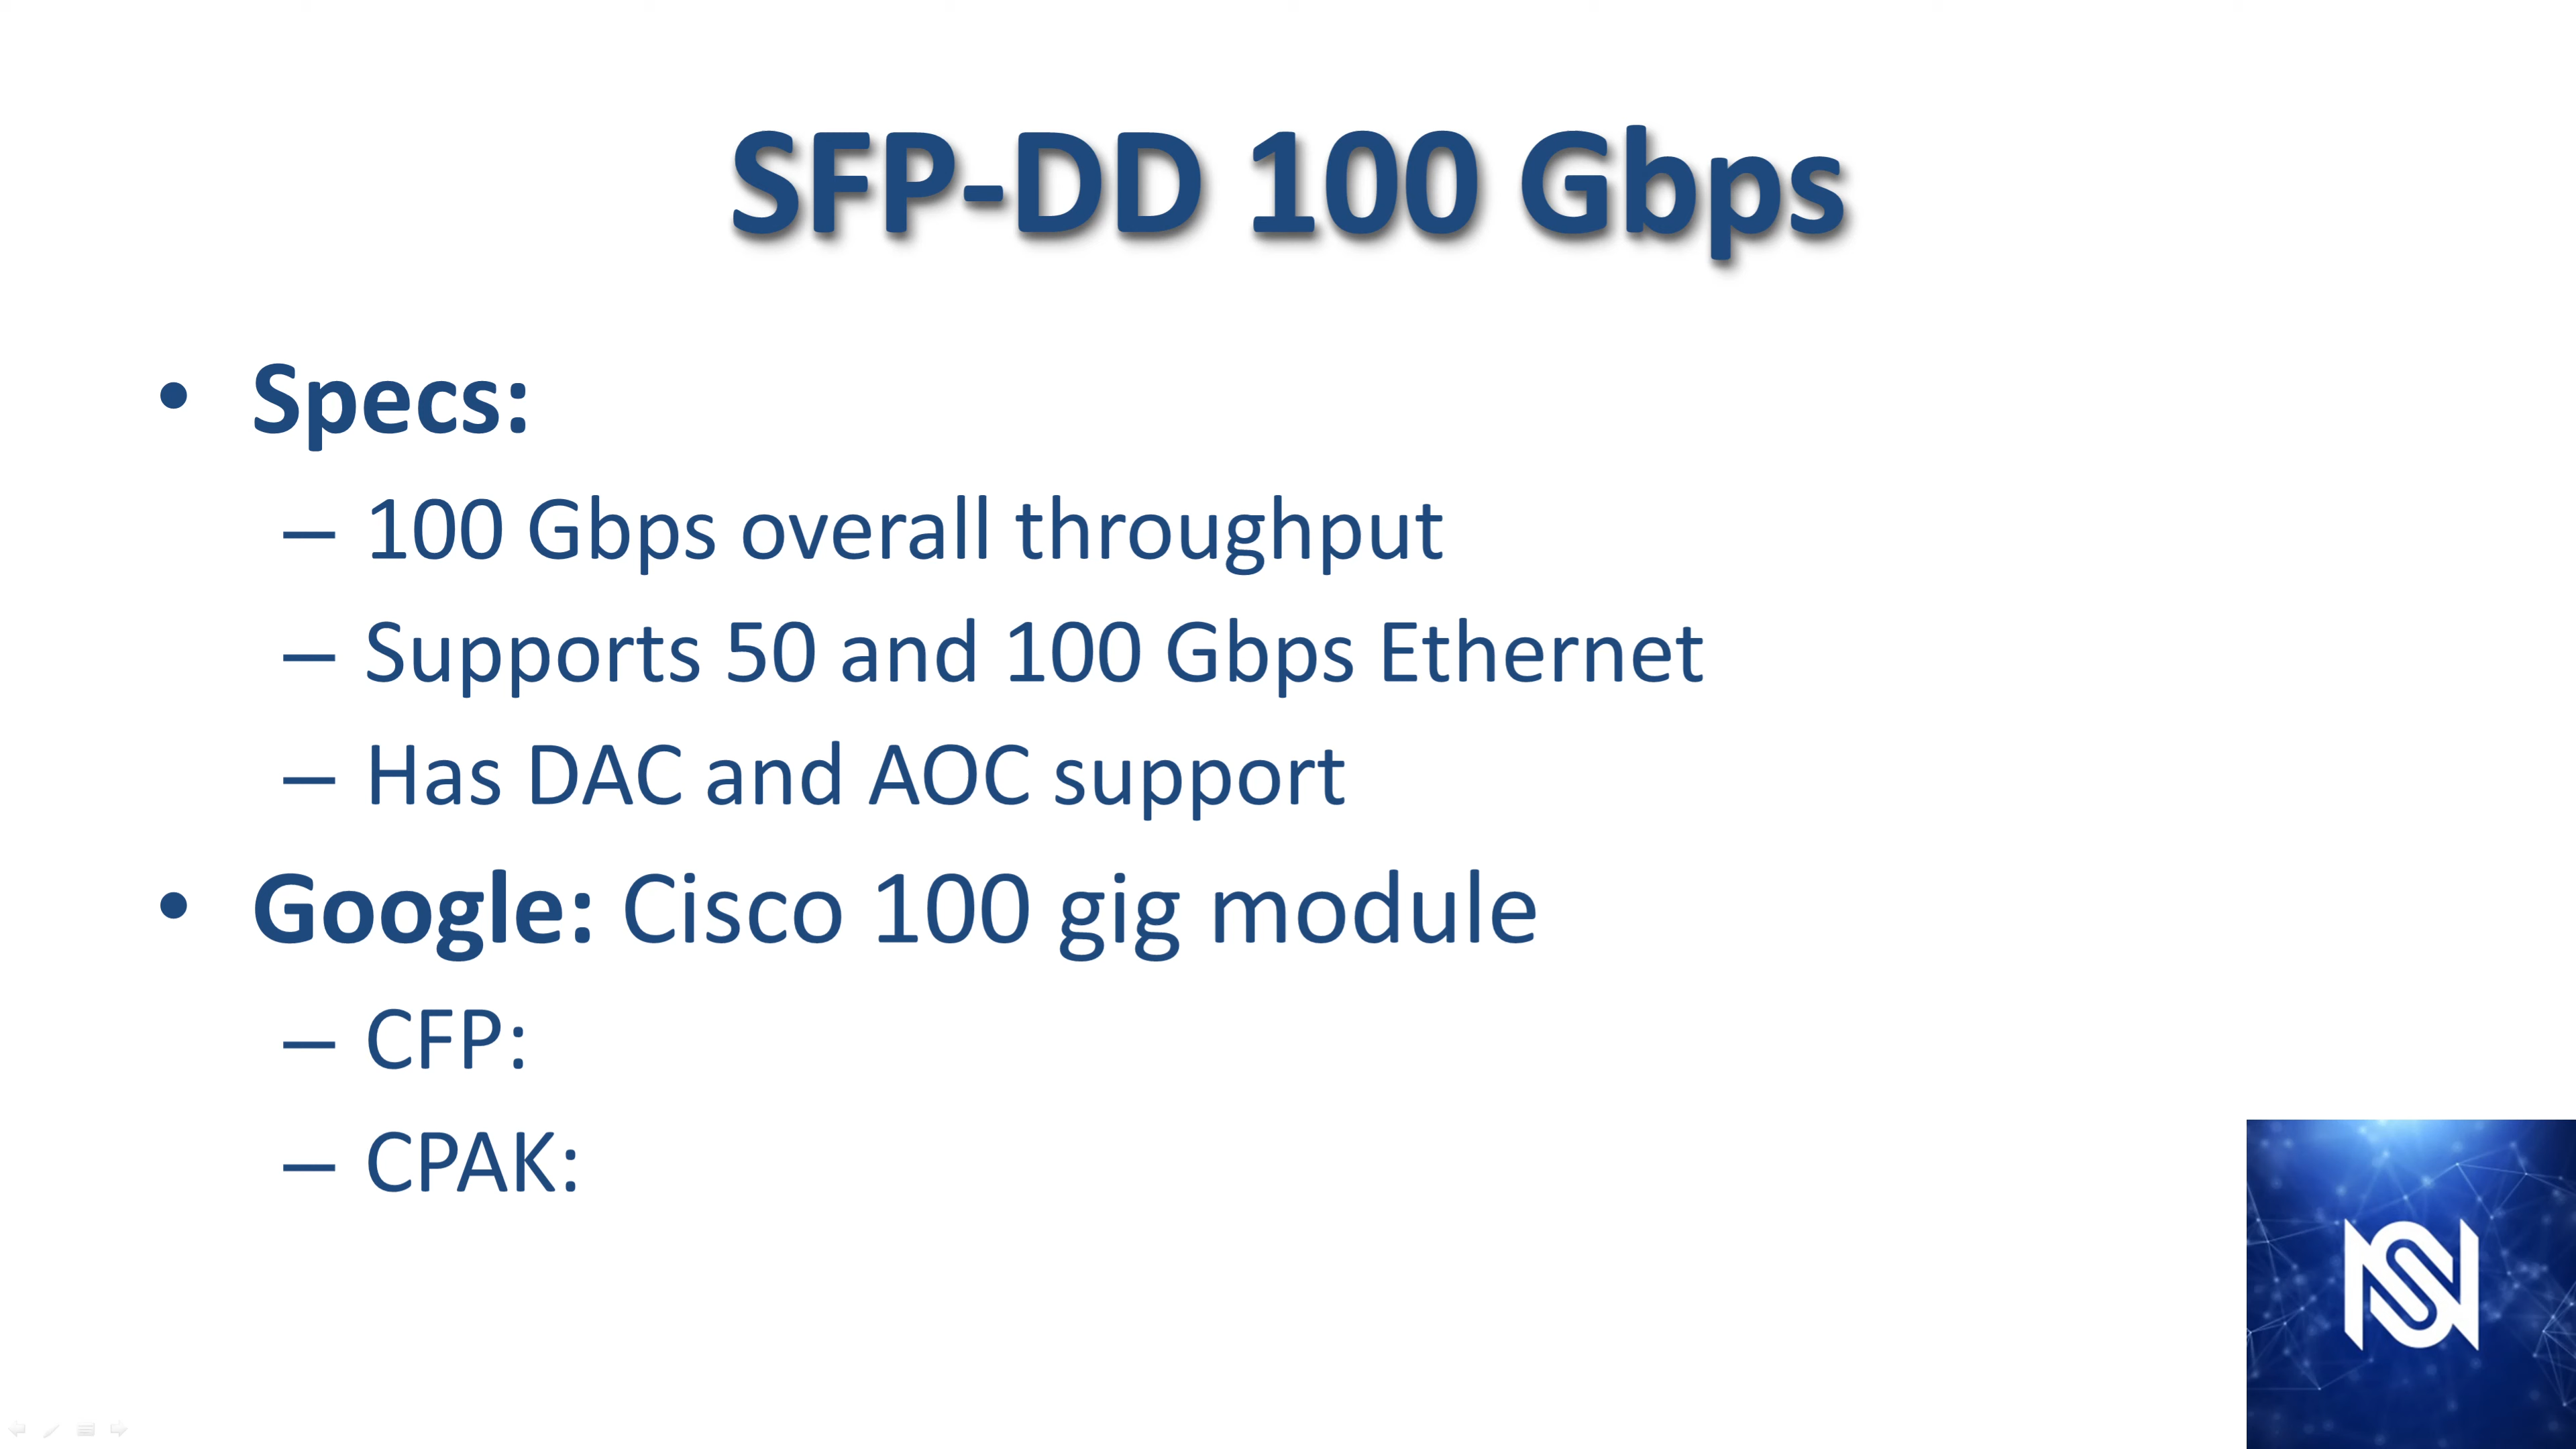 SFP-DD 100 Gbps
• Specs:
– 100 Gbps overall throughput
– Supports 50 and 100 Gbps Ethernet
– Has DAC and AOC support
• Google: Cisco 100 gig module
– CFP:
– CPAK: